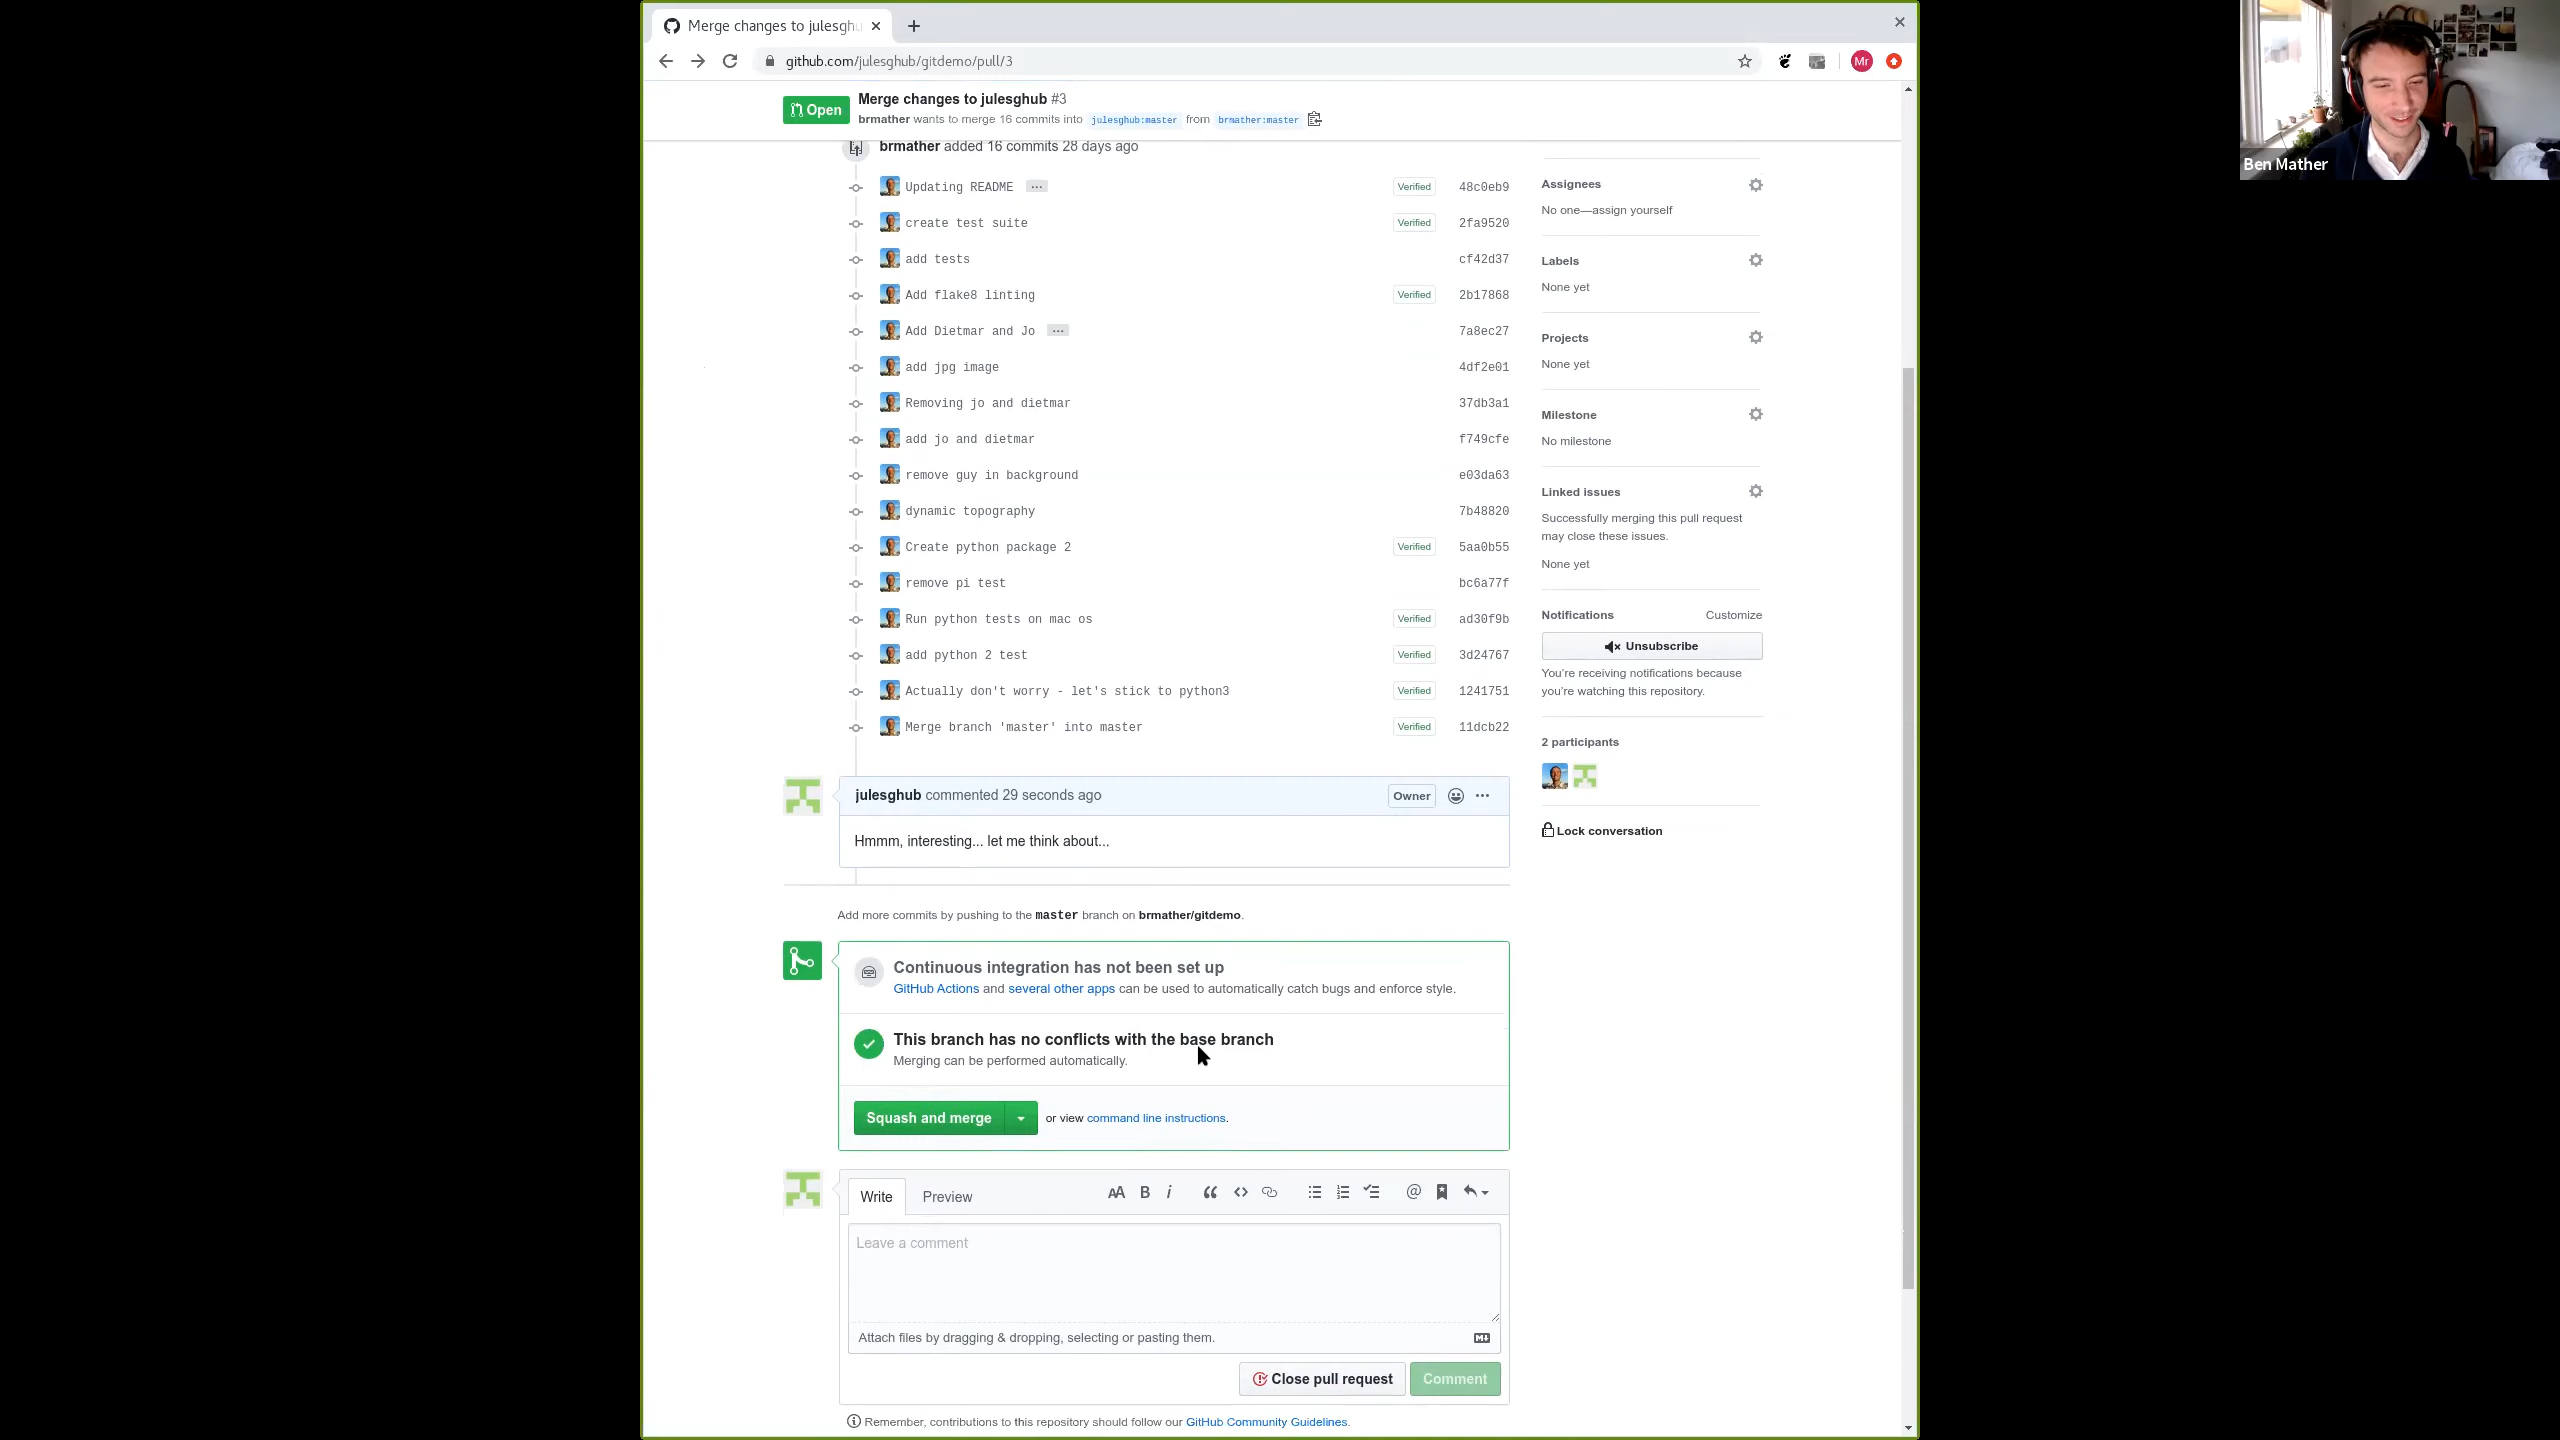 Merge changes to julesghu
github.com/julesghub/gitdemo/pull/3
Mr
Open
Merge changes to julesghub #3
brmather wants to merge 16 commits into julesghub:master from brmather:master
brmather added 16 commits 28 days ago
Updating README ... Verified 48c0eb9
create test suite Verified 2fa9520
add tests cf42d37
Add flake8 linting Verified 2b17868
Add Dietmar and Jo ... 7a8ec27
add jpg image 4df2e01
Removing jo and dietmar 37db3a1
add jo and dietmar f749cfe
remove guy in background e03da63
dynamic topography 7b48820
Create python package 2 Verified 5aa0b55
remove pi test bc6a77f
Run python tests on mac os Verified ad30f9b
add python 2 test Verified 3d24767
Actually don't worry - let's stick to python3 Verified 1241751
Merge branch 'master' into master Verified 11dcb22
julesghub commented 29 seconds ago
Owner
Hmmm, interesting... let me think about...
Add more commits by pushing to the master branch on brmather/gitdemo.
Continuous integration has not been set up
GitHub Actions and several other apps can be used to automatically catch bugs and enforce style.
This branch has no conflicts with the base branch
Merging can be performed automatically.
Squash and merge or view command line instructions.
Write Preview
AA B i
Leave a comment
Attach files by dragging & dropping, selecting or pasting them.
Close pull request Comment
Remember, contributions to this repository should follow our GitHub Community Guidelines.
Assignees
No one—assign yourself
Labels
None yet
Projects
None yet
Milestone
No milestone
Linked issues
Successfully merging this pull request
may close these issues.
None yet
Notifications Customize
Unsubscribe
You're receiving notifications because
you're watching this repository.
2 participants
Lock conversation
Ben Mather